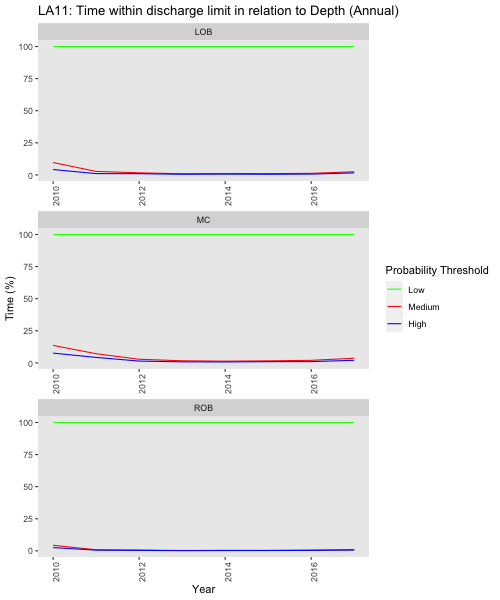 LA11: Time within discharge limit in relation to Depth (Annual)
LOB
100
75
50
25
0
2010
2012
2014
2016
MC
100
75
50
25
0
2010
2012
2014
2016
ROB
100
75
50
25
0
2010
2012
2014
2016
Time (%)
Year
Probability Threshold
Low
Medium
High